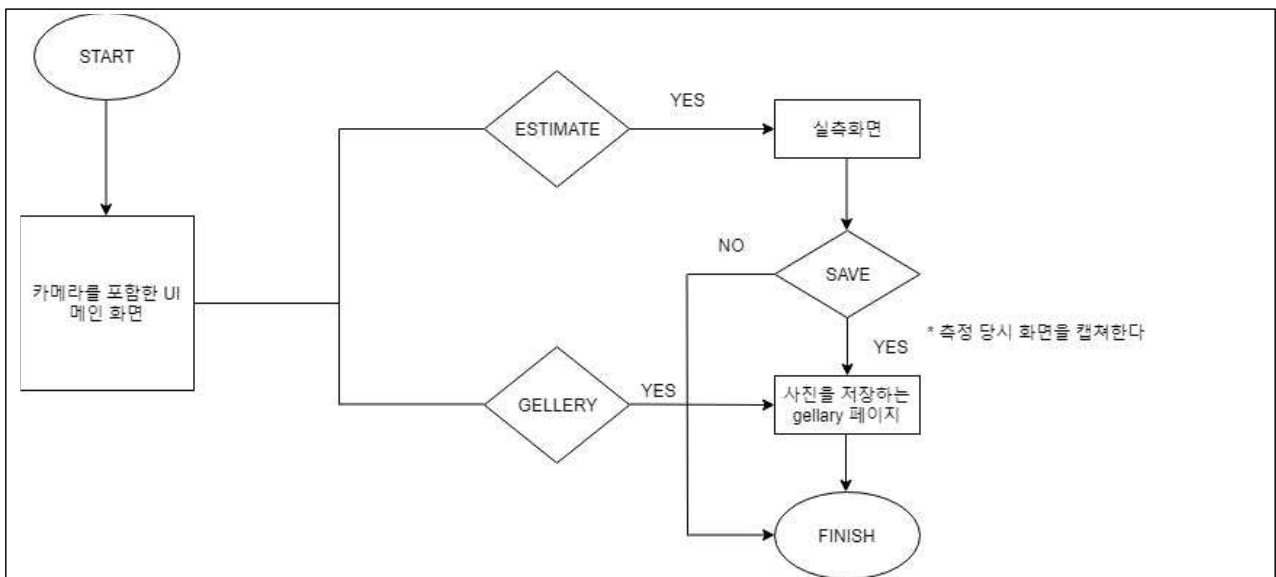 START
ESTIMATE
YES
실측화면
카메라를 포함한 UI
메인 화면
NO
SAVE
* 측정 당시 화면을 캡쳐한다
YES
GELLERY
YES
사진을 저장하는
gellary 페이지
FINISH